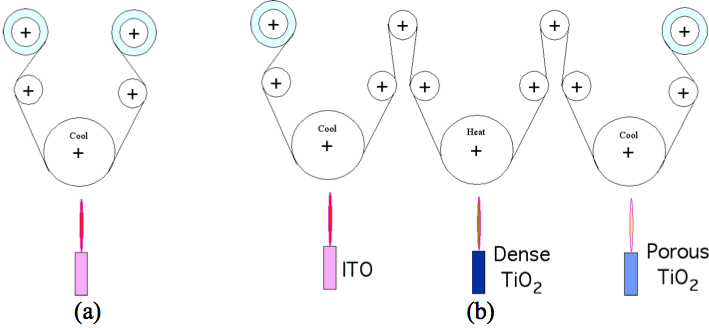 Cool
Cool
Heat
Cool
ITO
Dense
TiO2
Porous
TiO2
(a)
(b)